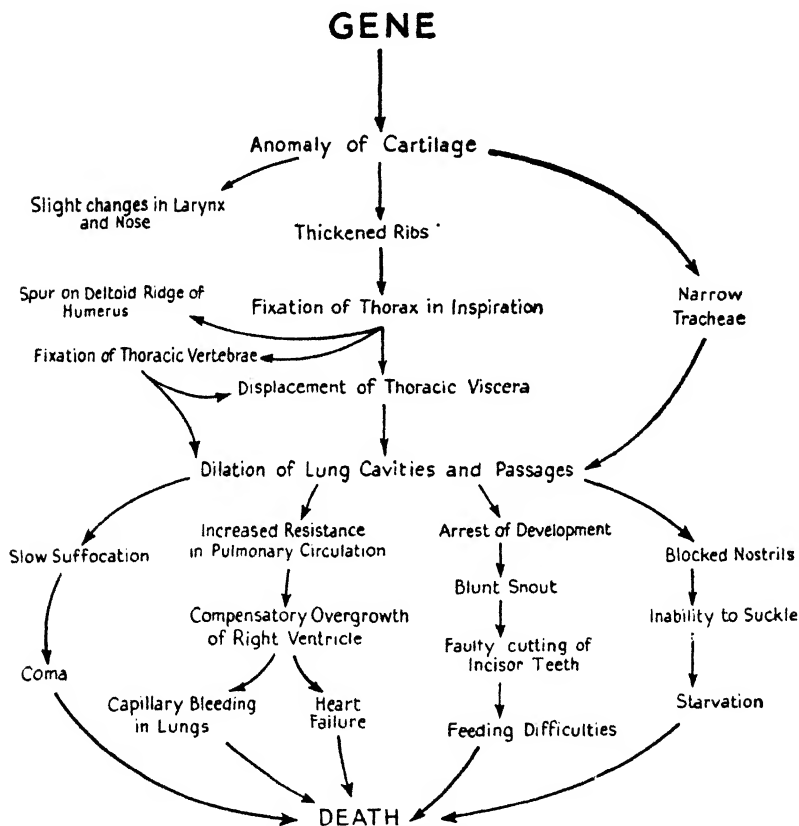 GENE
Anomaly of Cartilage
Slight changes in Larynx
and Nose
Thickened Ribs
Spur on Deltoid Ridge of
Humerus
Fixation of Thorax in Inspiration
Narrow
Tracheae
Fixation of Thoracic Vertebrae
Displacement of Thoracic Viscera
Dilation of Lung Cavities and Passages
Slow Suffocation
Increased Resistance
in Pulmonary Circulation
Arrest of Development
Blocked Nostrils
Blunt Snout
Compensatory Overgrowth
of Right Ventricle
Inability to Suckle
Faulty cutting of
Incisor Teeth
Coma
Capillary Bleeding
in Lungs
Heart
Failure
Starvation
Feeding Difficulties
DEATH